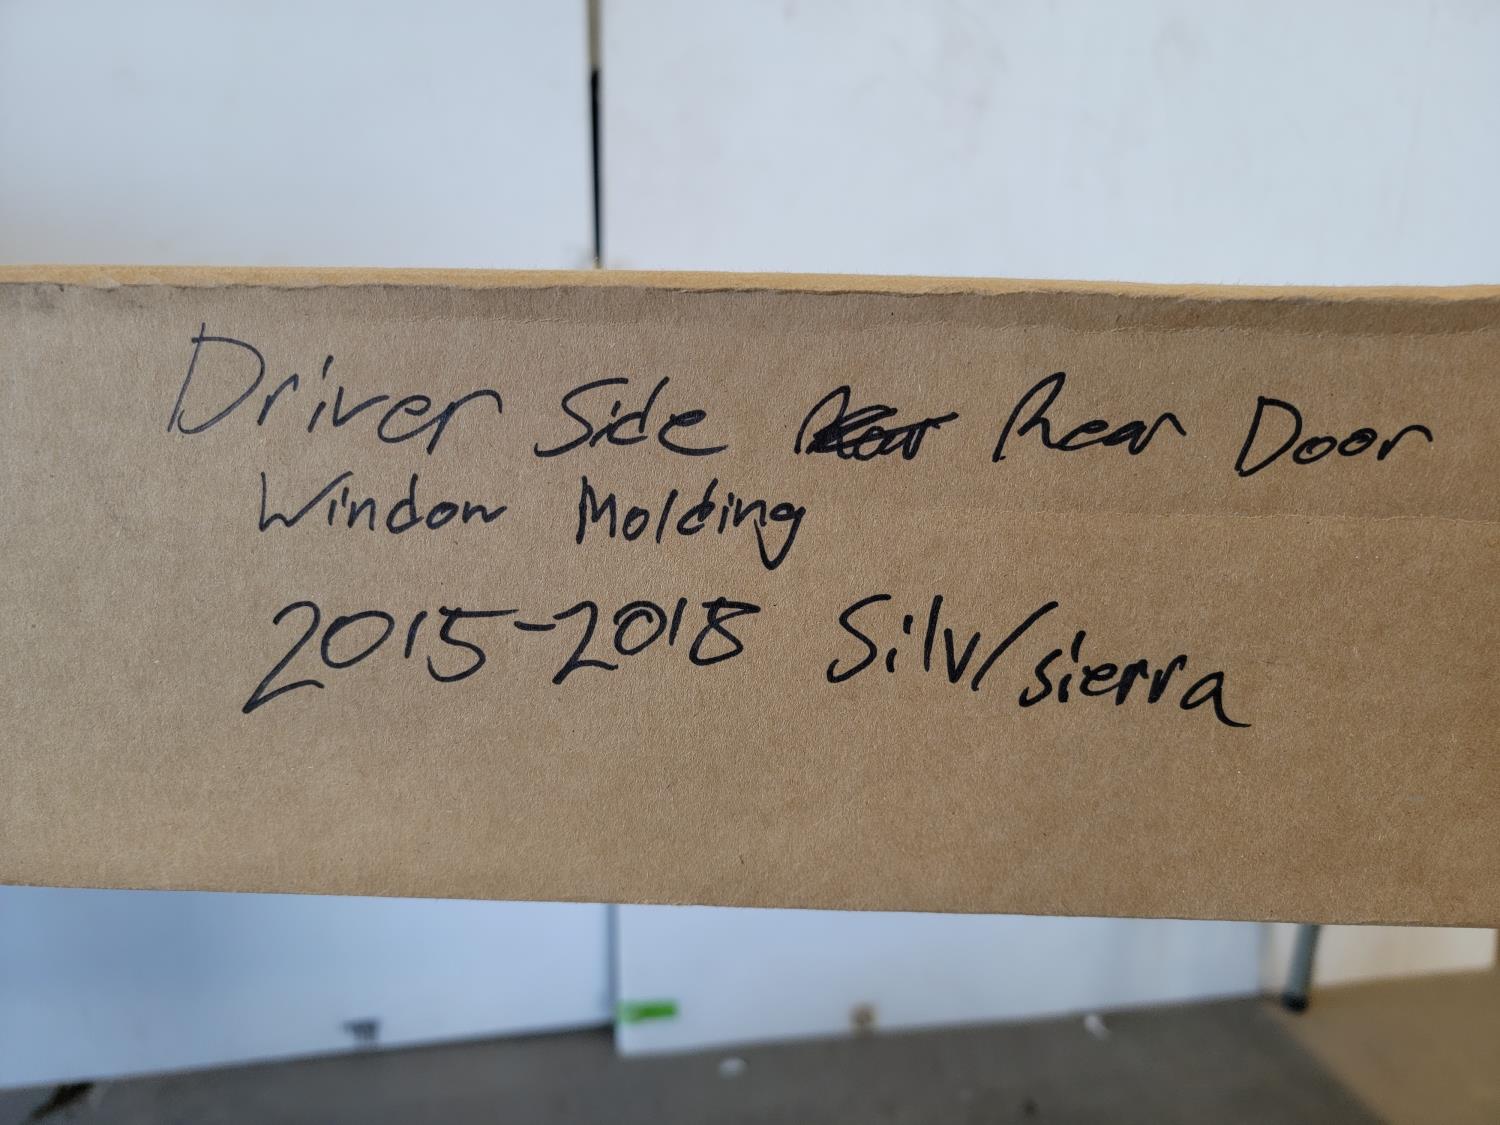 Driver Side Rear Door
Window Molding
2015-2018 Silv/sierra